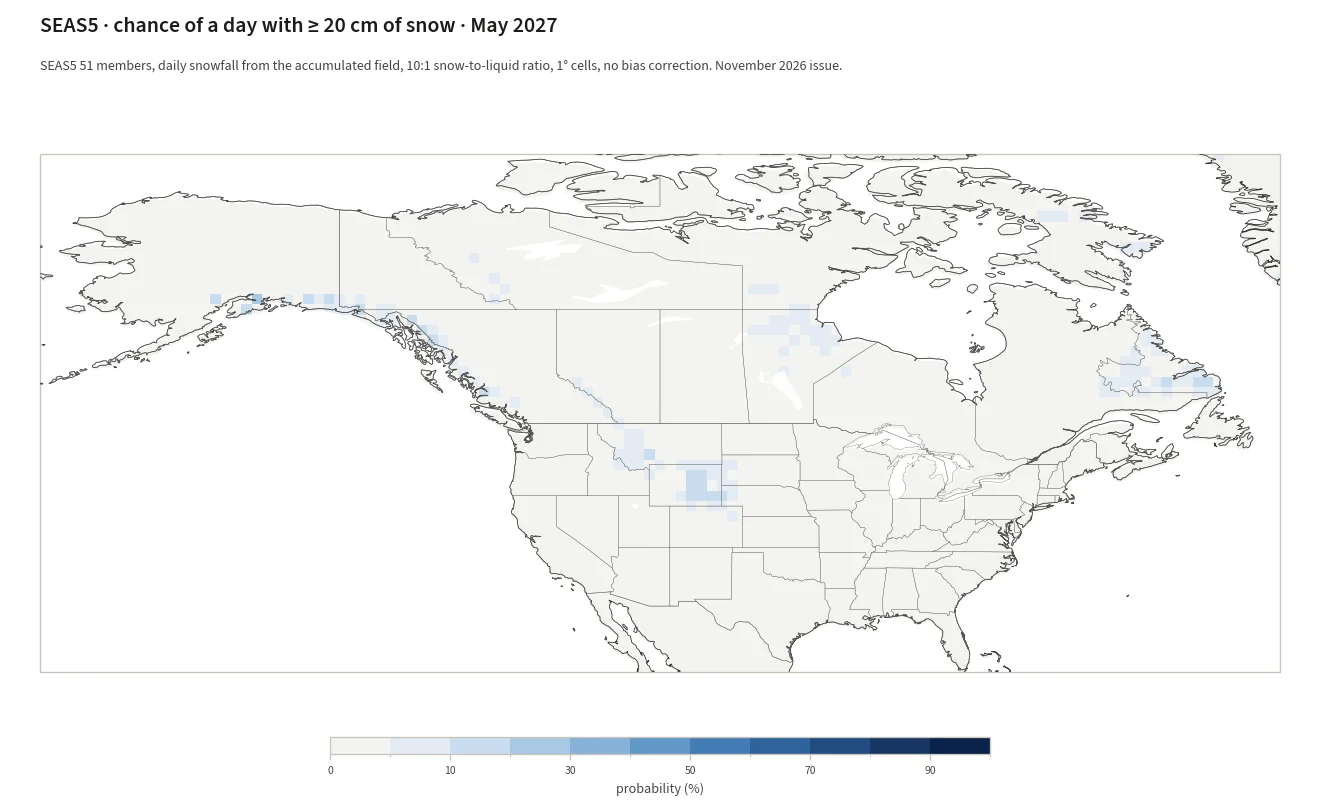 SEAS5 · chance of a day with ≥ 20 cm of snow · May 2027
SEAS5 51 members, daily snowfall from the accumulated field, 10:1 snow-to-liquid ratio, 1° cells, no bias correction. November 2026 issue.
0 10 30 50 70 90
probability (%)